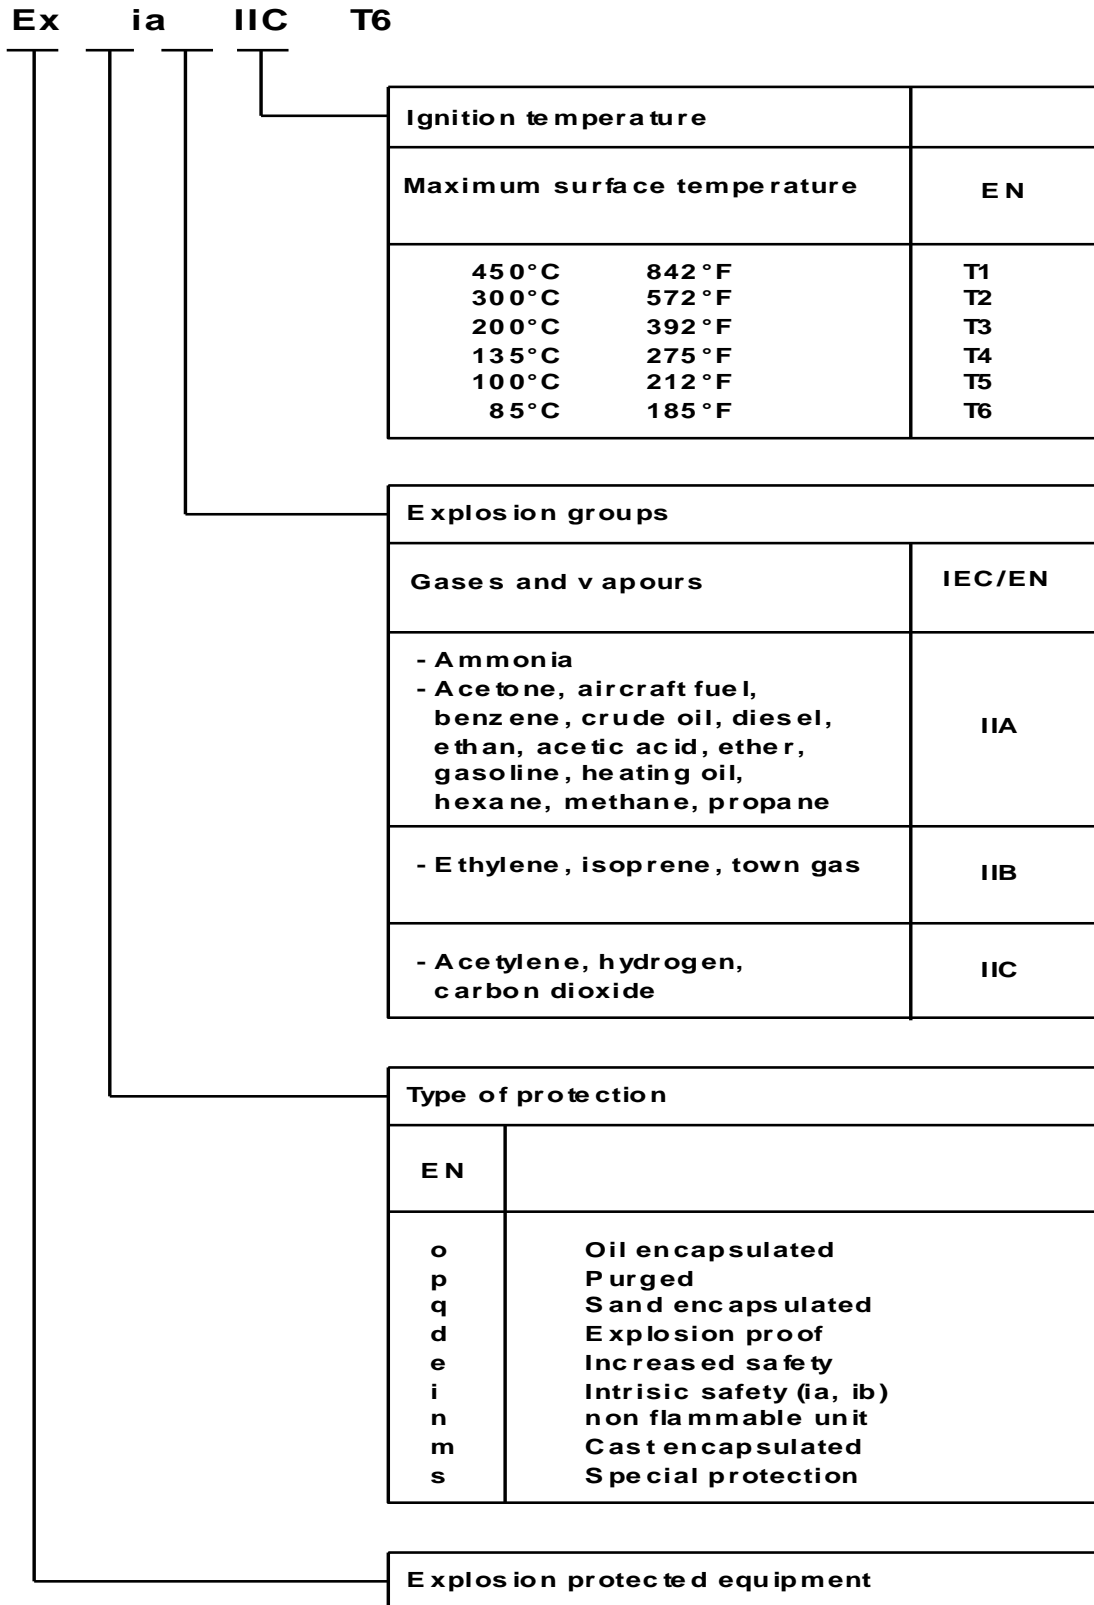 Ex ia IIC T6
Ignition temperature
Maximum surface temperature EN
450°C 842°F T1
300°C 572°F T2
200°C 392°F T3
135°C 275°F T4
100°C 212°F T5
85°C 185°F T6
Explosion groups
Gases and vapours IEC/EN
- Ammonia
- Acetone, aircraft fuel,
benzene, crude oil, diesel,
ethan, acetic acid, ether,
gasoline, heating oil,
hexane, methane, propane
IIA
- Ethylene, isoprene, town gas IIB
- Acetylene, hydrogen,
carbon dioxide
IIC
Type of protection
EN
o Oil encapsulated
p Purged
q Sand encapsulated
d Explosion proof
e Increased safety
i Intrisic safety (ia, ib)
n non flammable unit
m Cast encapsulated
s Special protection
Explosion protected equipment